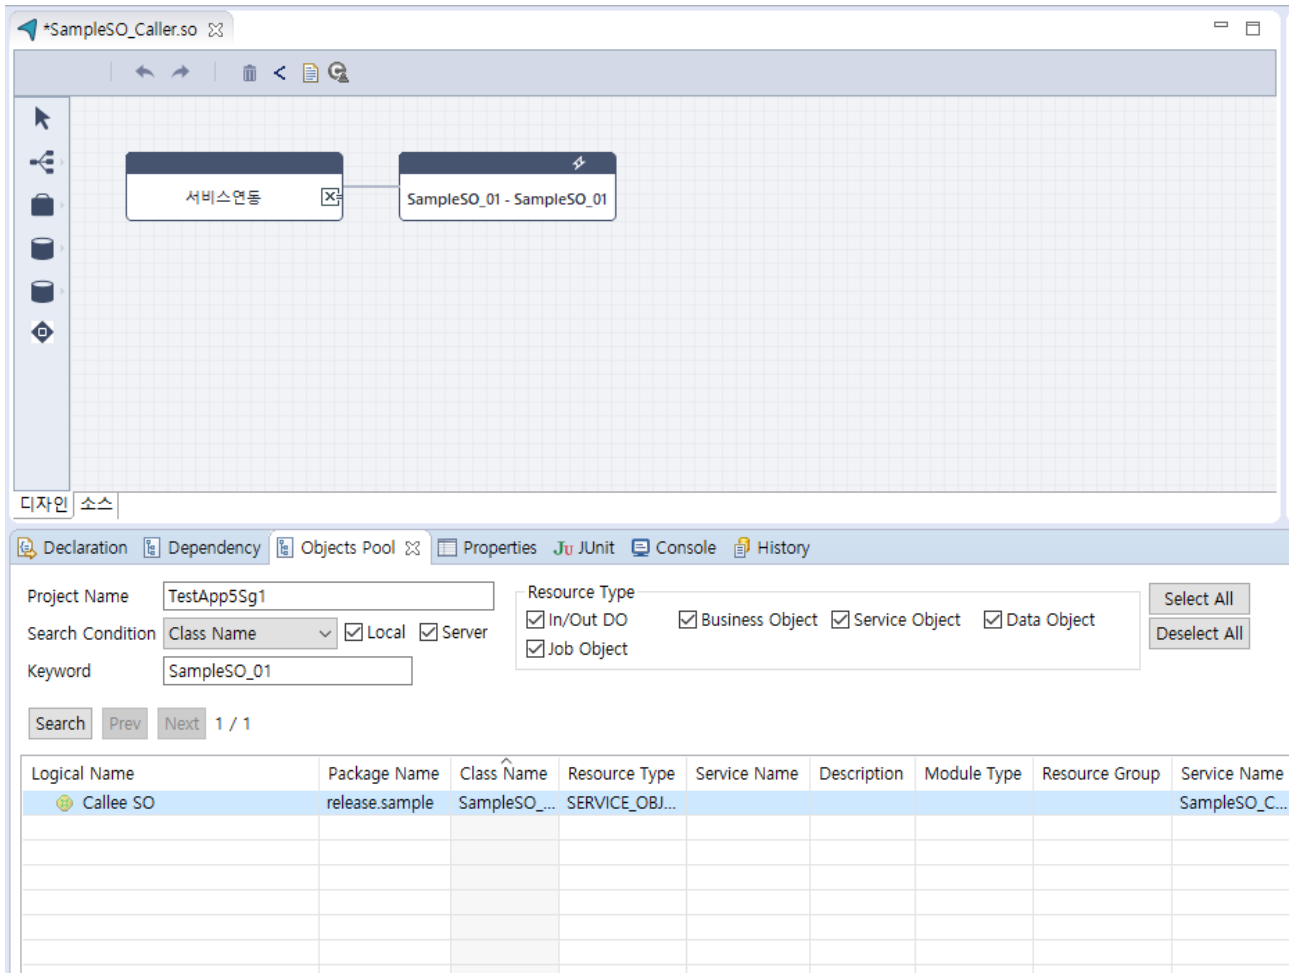 *SampleSO_Caller.so
서비스연동
SampleSO_01 - SampleSO_01
디자인 소스
Declaration Dependency Objects Pool Properties JUnit Console History
Project Name TestApp5Sg1 Resource Type Select All
Search Condition Class Name Local Server In/Out DO Business Object Service Object Data Object Deselect All
Job Object
Keyword SampleSO_01
Search Prev Next 1 / 1
Logical Name Package Name Class Name Resource Type Service Name Description Module Type Resource Group Service Name
Callee SO release.sample SampleSO_... SERVICE_OBJ... SampleSO_C...